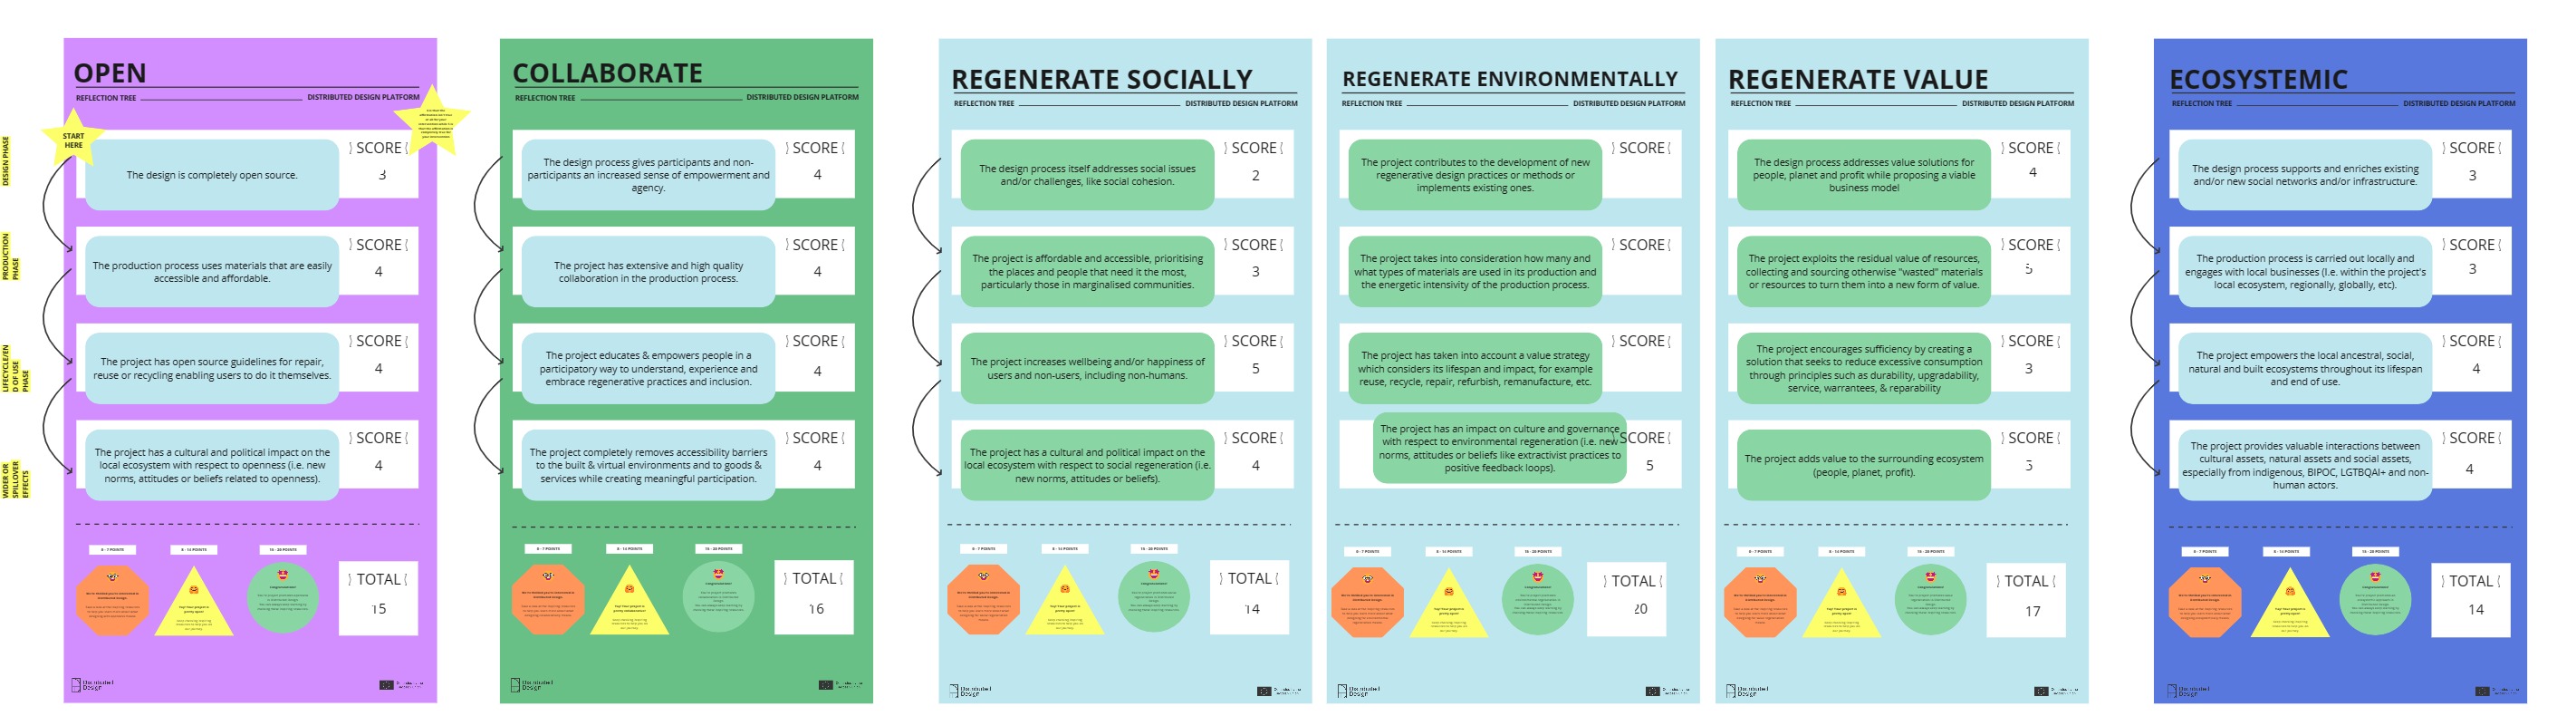 OPEN
REFLECTION TREE
DISTRIBUTED DESIGN PLATFORM
START
HERE
DESIGN PHASE
The design is completely open source.
SCORE
3
PRODUCTION
PHASE
The production process uses materials that are easily
accessible and affordable.
SCORE
4
LIFECYCLE/EN
D OF USE
PHASE
The project has open source guidelines for repair,
reuse or recycling enabling users to do it themselves.
SCORE
4
WIDER OR
SPILLOVER
EFFECTS
The project has a cultural and political impact on the
local ecosystem with respect to openness (i.e. new
norms, attitudes or beliefs related to openness).
SCORE
4
0 - 7 POINTS
8 - 14 POINTS
15 - 20 POINTS
TOTAL
15
Distributed
Design
COLLABORATE
REFLECTION TREE
DISTRIBUTED DESIGN PLATFORM
The design process gives participants and non-
participants an increased sense of empowerment and
agency.
SCORE
4
The project has extensive and high quality
collaboration in the production process.
SCORE
4
The project educates & empowers people in a
participatory way to understand, experience and
embrace regenerative practices and inclusion.
SCORE
4
The project completely removes accessibility barriers
to the built & virtual environments and to goods &
services while creating meaningful participation.
SCORE
4
0 - 7 POINTS
8 - 14 POINTS
15 - 20 POINTS
TOTAL
16
Distributed
Design
REGENERATE SOCIALLY
REFLECTION TREE
DISTRIBUTED DESIGN PLATFORM
The design process itself addresses social issues
and/or challenges, like social cohesion.
SCORE
2
The project is affordable and accessible, prioritising
the places and people that need it the most,
particularly those in marginalised communities.
SCORE
3
The project increases wellbeing and/or happiness of
users and non-users, including non-humans.
SCORE
5
The project has a cultural and political impact on the
local ecosystem with respect to social regeneration (i.e.
new norms, attitudes or beliefs).
SCORE
4
0 - 7 POINTS
8 - 14 POINTS
15 - 20 POINTS
TOTAL
14
Distributed
Design
REGENERATE ENVIRONMENTALLY
REFLECTION TREE
DISTRIBUTED DESIGN PLATFORM
The project contributes to the development of new
regenerative design practices or methods or
implements existing ones.
SCORE
The project takes into consideration how many and
what types of materials are used in its production and
the energetic intensivity of the production process.
SCORE
The project has taken into account a value strategy
which considers its lifespan and impact, for example
reuse, recycle, repair, refurbish, remanufacture, etc.
SCORE
The project has an impact on culture and governance
with respect to environmental regeneration (i.e. new
norms, attitudes or beliefs like extractivist practices to
positive feedback loops).
SCORE
5
0 - 7 POINTS
8 - 14 POINTS
15 - 20 POINTS
TOTAL
20
Distributed
Design
REGENERATE VALUE
REFLECTION TREE
DISTRIBUTED DESIGN PLATFORM
The design process addresses value solutions for
people, planet and profit while proposing a viable
business model
SCORE
4
The project exploits the residual value of resources,
collecting and sourcing otherwise "wasted" materials
or resources to turn them into a new form of value.
SCORE
5
The project encourages sufficiency by creating a
solution that seeks to reduce excessive consumption
through principles such as durability, upgradability,
service, warrantees, & reparability
SCORE
3
The project adds value to the surrounding ecosystem
(people, planet, profit).
SCORE
5
0 - 7 POINTS
8 - 14 POINTS
15 - 20 POINTS
TOTAL
17
Distributed
Design
ECOSYSTEMIC
REFLECTION TREE
DISTRIBUTED DESIGN PLATFORM
The design process supports and enriches existing
and/or new social networks and/or infrastructure.
SCORE
3
The production process is carried out locally and
engages with local businesses (I.e. within the project's
local ecosystem, regionally, globally, etc).
SCORE
3
The project empowers the local ancestral, social,
natural and built ecosystems throughout its lifespan
and end of use.
SCORE
4
The project provides valuable interactions between
cultural assets, natural assets and social assets,
especially from indigenous, BIPOC, LGTBQAI+ and non-
human actors.
SCORE
4
0 - 7 POINTS
8 - 14 POINTS
15 - 20 POINTS
TOTAL
14
Distributed
Design